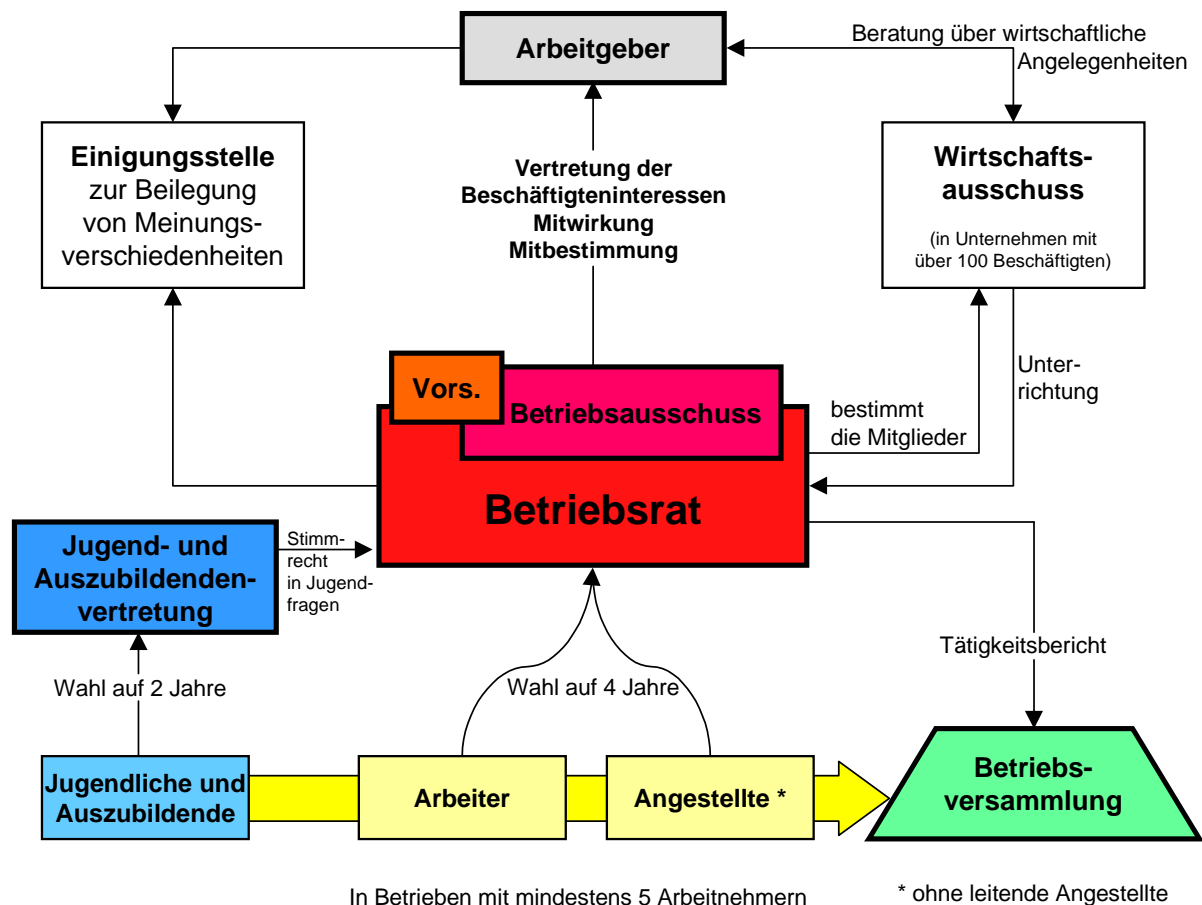 Arbeitgeber
Beratung über wirtschaftliche
Angelegenheiten
Einigungsstelle
zur Beilegung
von Meinungs-
verschiedenheiten
Vertretung der
Beschäftigteninteressen
Mitwirkung
Mitbestimmung
Wirtschafts-
ausschuss
(in Unternehmen mit
über 100 Beschäftigten)
Vors.
Betriebsausschuss
Betriebsrat
bestimmt
die Mitglieder
Unter-
richtung
Jugend- und
Auszubildenden-
vertretung
Stimm-
recht
in Jugend-
fragen
Wahl auf 2 Jahre
Wahl auf 4 Jahre
Tätigkeitsbericht
Jugendliche und
Auszubildende
Arbeiter
Angestellte *
Betriebs-
versammlung
In Betrieben mit mindestens 5 Arbeitnehmern
* ohne leitende Angestellte